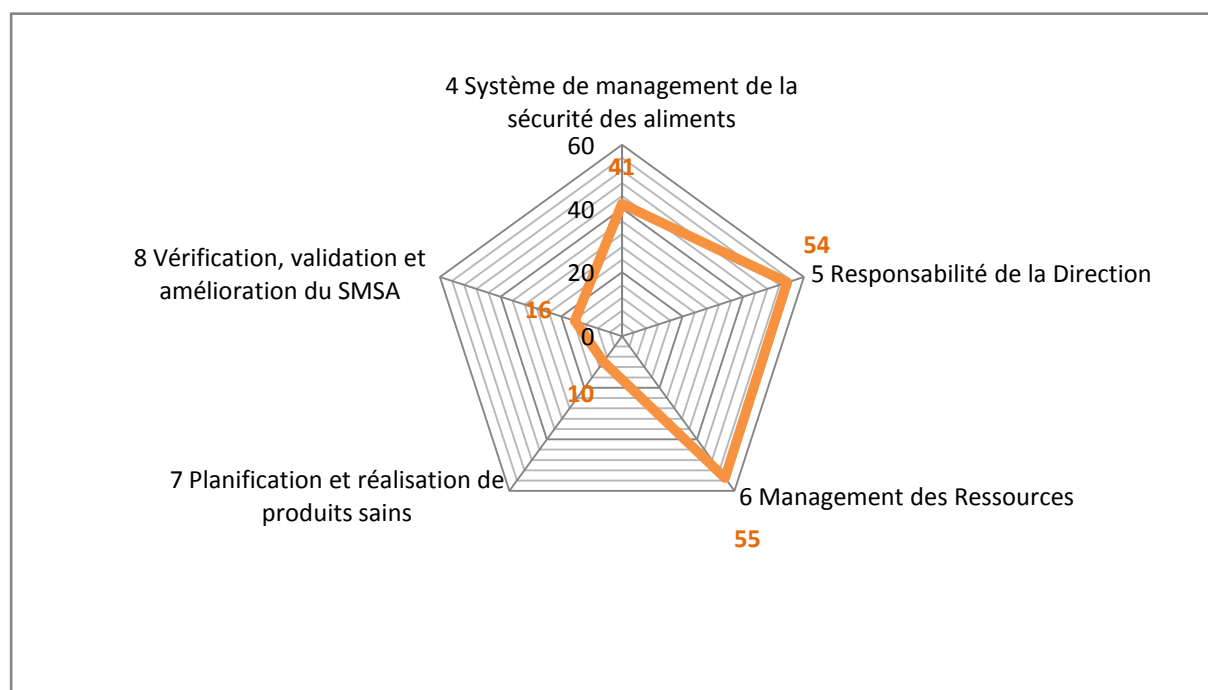 4 Système de management de la
sécurité des aliments
60
41
40
20
0
54
5 Responsabilité de la Direction
8 Vérification, validation et
amélioration du SMSA
16
10
7 Planification et réalisation de
produits sains
6 Management des Ressources
55